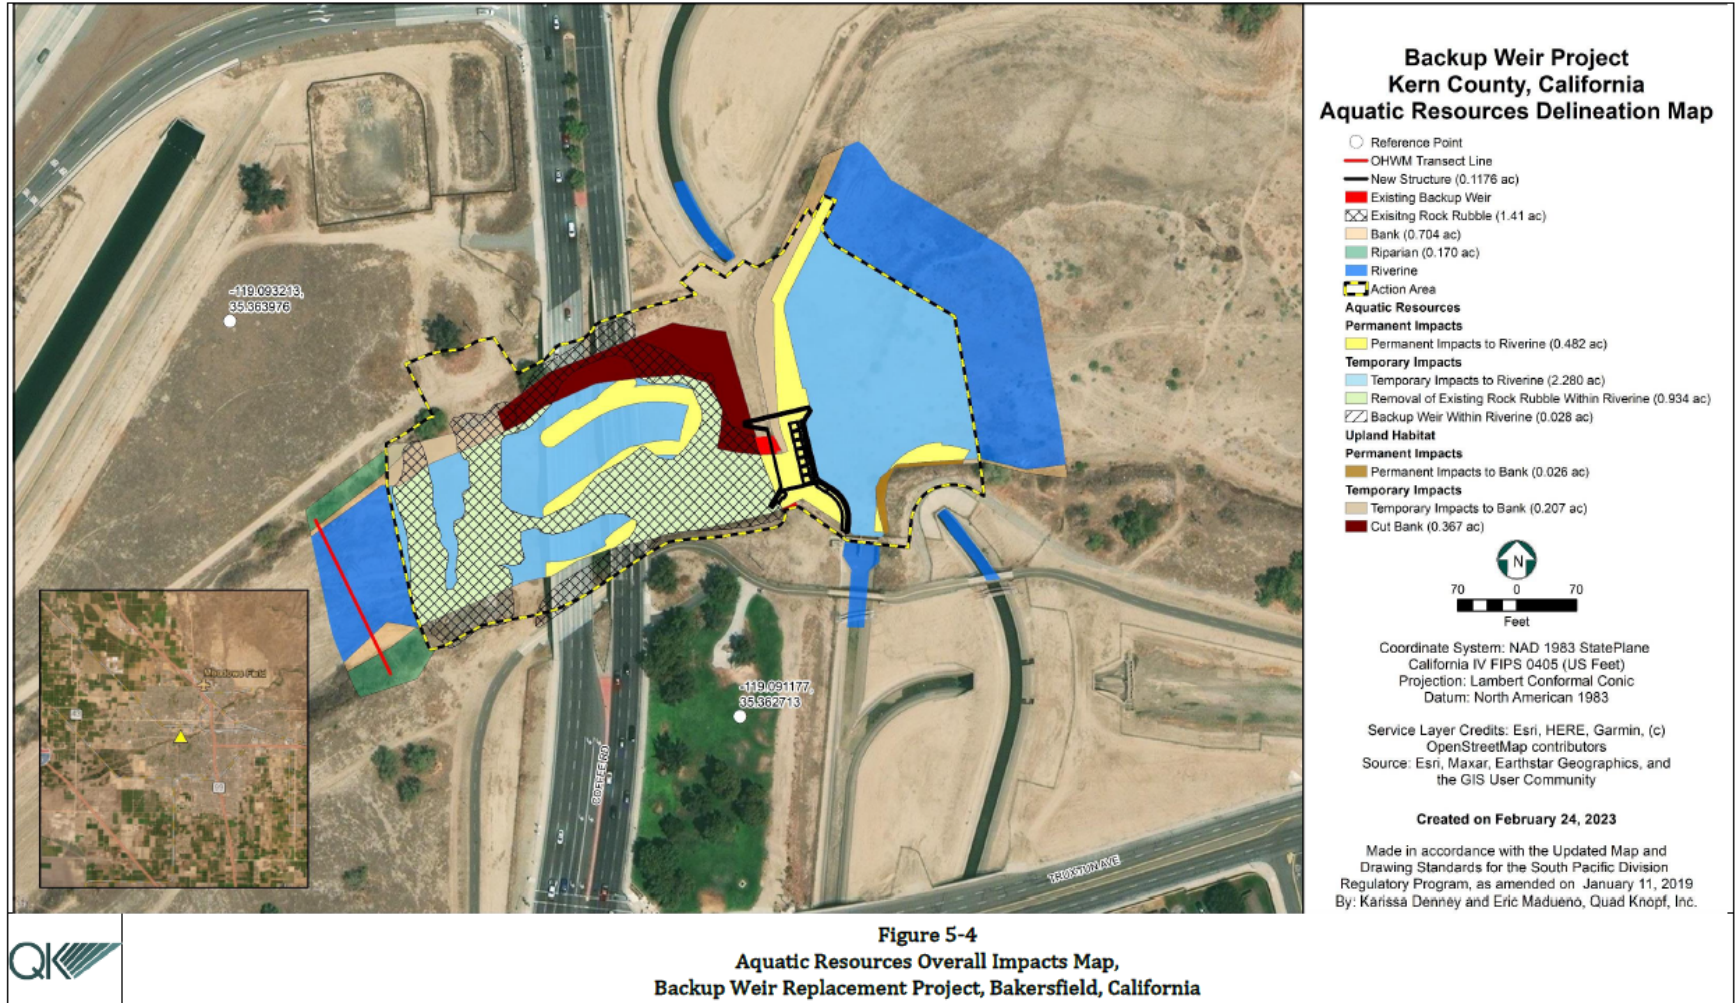 Backup Weir Project
Kern County, California
Aquatic Resources Delineation Map
Reference Point
OHWM Transect Line
New Structure (0.1176 ac)
Existing Backup Weir
Exisitng Rock Rubble (1.41 ac)
Bank (0.704 ac)
Riparian (0.170 ac)
Riverine
Action Area
Aquatic Resources
Permanent Impacts
Permanent Impacts to Riverine (0.482 ac)
Temporary Impacts
Temporary Impacts to Riverine (2.280 ac)
Removal of Existing Rock Rubble Within Riverine (0.934 ac)
Backup Weir Within Riverine (0.028 ac)
Upland Habitat
Permanent Impacts
Permanent Impacts to Bank (0.026 ac)
Temporary Impacts
Temporary Impacts to Bank (0.207 ac)
Cut Bank (0.367 ac)
N
70 0 70
Feet
Coordinate System: NAD 1983 StatePlane
California IV FIPS 0405 (US Feet)
Projection: Lambert Conformal Conic
Datum: North American 1983
Service Layer Credits: Esri, HERE, Garmin, (c)
OpenStreetMap contributors
Source: Esri, Maxar, Earthstar Geographics, and
the GIS User Community
Created on February 24, 2023
Made in accordance with the Updated Map and
Drawing Standards for the South Pacific Division
Regulatory Program, as amended on January 11, 2019
By: Karissa Denney and Eric Madueno, Quad Knopf, Inc.
-119.093213,
35.363976
-119.091177,
35.362713
COFFEE RD
TRUXTUN AVE
Meadows Field
QK
Figure 5-4
Aquatic Resources Overall Impacts Map,
Backup Weir Replacement Project, Bakersfield, California